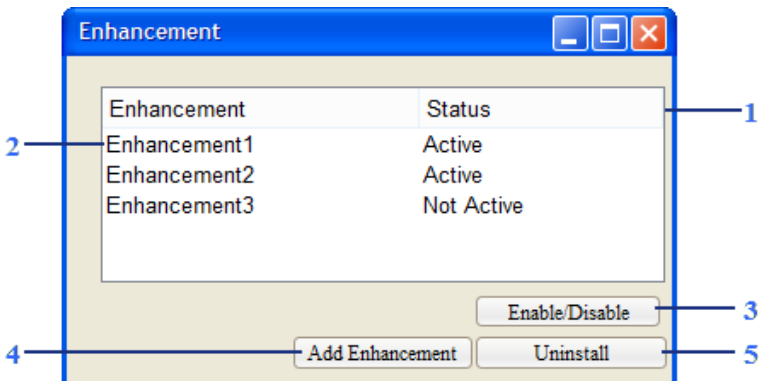 Enhancement
Enhancement Status 1
2 Enhancement1 Active
Enhancement2 Active
Enhancement3 Not Active
Enable/Disable 3
4 Add Enhancement Uninstall 5